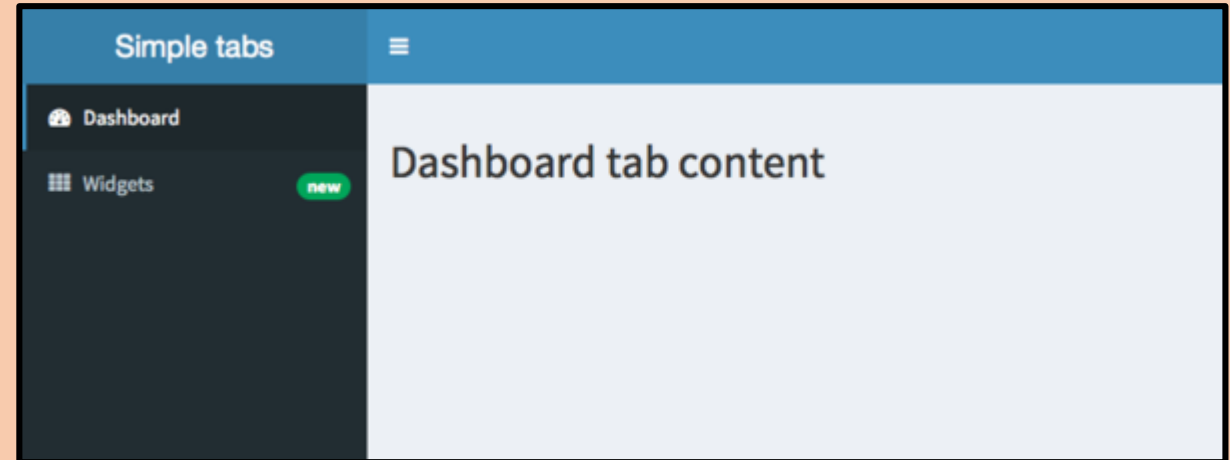 Simple tabs
Dashboard
Widgets
new
Dashboard tab content